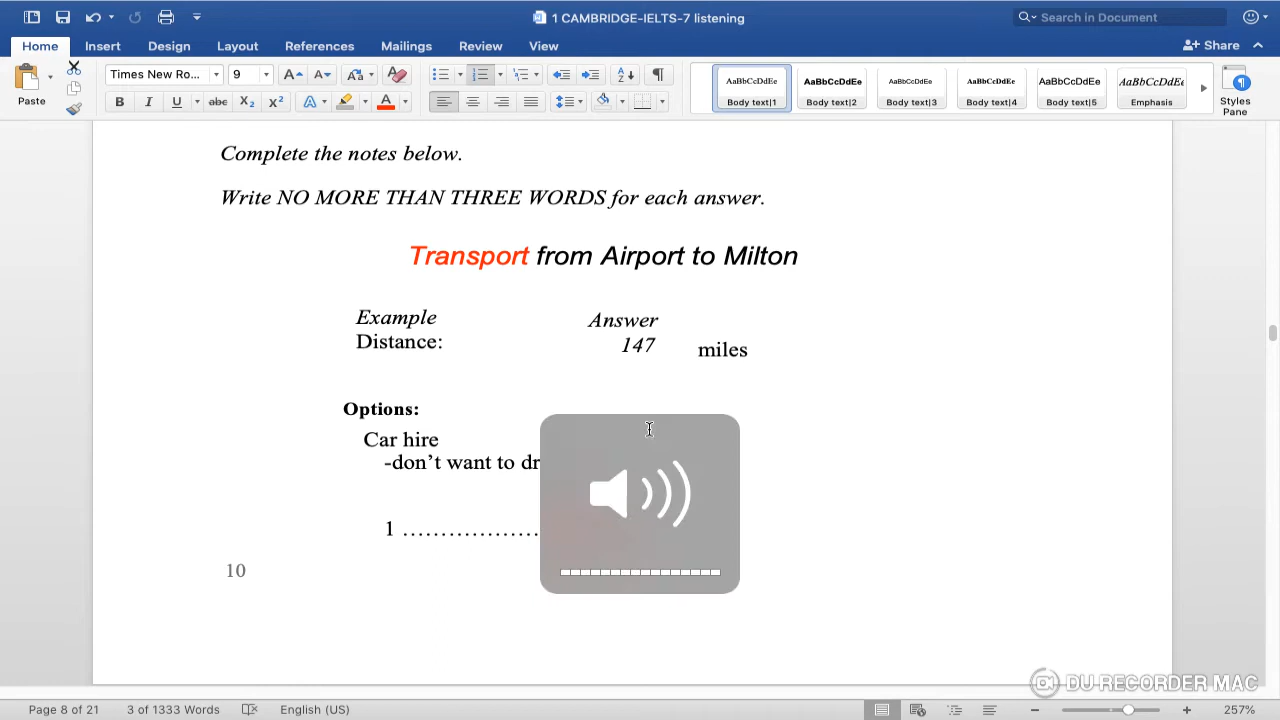 1 CAMBRIDGE-IELTS-7 listening
Search in Document
Home Insert Design Layout References Mailings Review View Share
Times New Ro... 9
Paste
AaBbCcDdEe AaBbCcDdEe AaBbCcDdEe AaBbCcDdEe AaBbCcDdEe AaBbCcDdE
Body text|1 Body text|2 Body text|3 Body text|4 Body text|5 Emphasis
Styles Pane
Complete the notes below.
Write NO MORE THAN THREE WORDS for each answer.
Transport from Airport to Milton
Example Answer
Distance: 147 miles
Options:
Car hire
-don’t want to dr
1 ………………..
10
DU RECORDER MAC
Page 8 of 21 3 of 1333 Words English (US) 257%